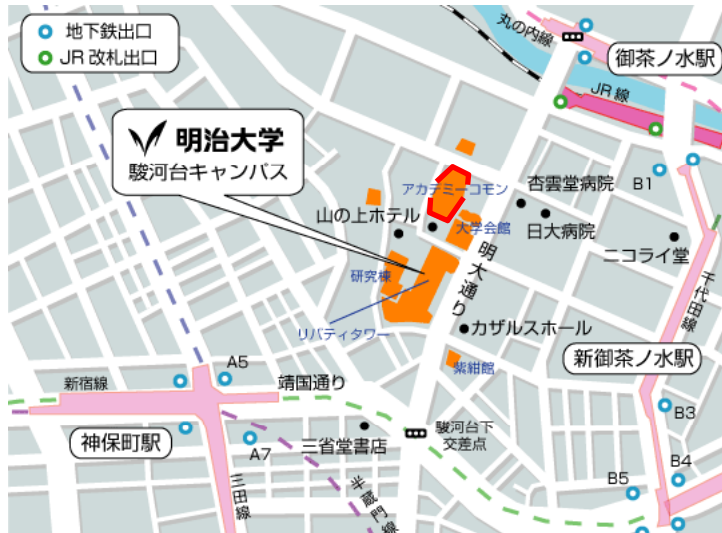 地下鉄出口
JR改札出口
丸の内線
御茶ノ水駅
JR線
明治大学
駿河台キャンパス
アカデミーコモン
杏雲堂病院
B1
山の上ホテル
大学会館
日大病院
ニコライ堂
明大通り
千代田線
研究棟
リバティタワー
カザルスホール
新御茶ノ水駅
紫紺館
新宿線
A5
靖国通り
神保町駅
A7
三省堂書店
駿河台下
交差点
B3
B4
B5
三田線
半蔵門線